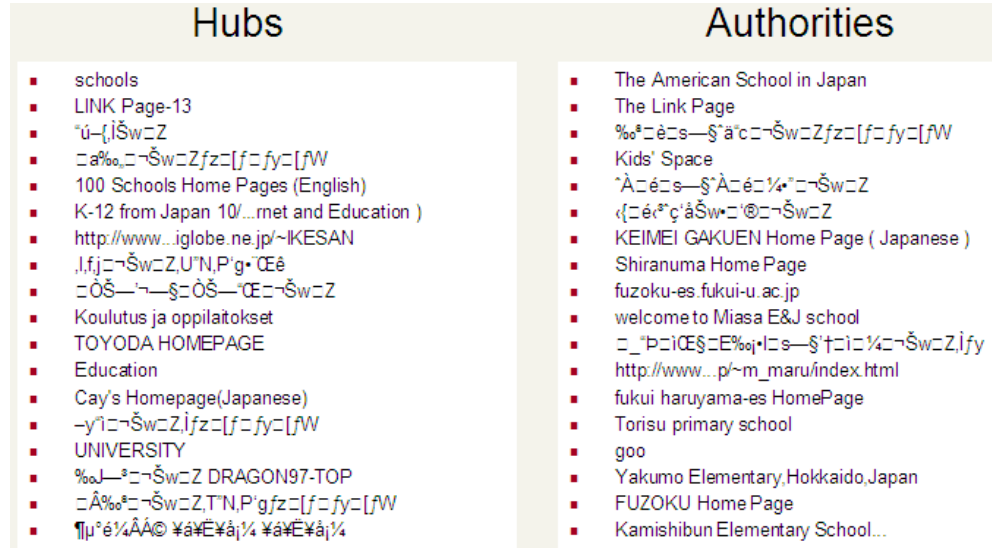 Hubs
schools
LINK Page-13
“ú–{‚ÌŠw□Z
□a‰„□¬Šw□Zƒz□[ƒ□ƒy□[ƒW
100 Schools Home Pages (English)
K-12 from Japan 10/...rnet and Education )
http://www...iglobe.ne.jp/~IKESAN
‚l‚f‚j□¬Šw□Z‚U”N‚P‘g•¨Œê
□ÒŠ—’¬—§□ÒŠ—“Œ□¬Šw□Z
Koulutus ja oppilaitokset
TOYODA HOMEPAGE
Education
Cay's Homepage(Japanese)
–y“ì□¬Šw□Z‚Ìƒz□[ƒ□ƒy□[ƒW
UNIVERSITY
‰J—³□¬Šw□Z DRAGON97-TOP
□Â‰ª□¬Šw□Z‚T”N‚P‘gƒz□[ƒ□ƒy□[ƒW
¶µ°é¼ÂÁ© ¥á¥Ë¥å¡¼ ¥á¥Ë¥å¡¼
Authorities
The American School in Japan
The Link Page
‰ª□è□s—§ˆä“c□¬Šw□Zƒz□[ƒ□ƒy□[ƒW
Kids' Space
ˆÀ□é□s—§ˆÀ□é□¼•”□¬Šw□Z
‹{□é‹³ˆç‘åŠw•□‘®□¬Šw□Z
KEIMEI GAKUEN Home Page ( Japanese )
Shiranuma Home Page
fuzoku-es.fukui-u.ac.jp
welcome to Miasa E&J school
□_“Þ□ìŒ§□E‰¡•l□s—§’†□ì□¼□¬Šw□Z‚Ìƒy
http://www...p/~m_maru/index.html
fukui haruyama-es HomePage
Torisu primary school
goo
Yakumo Elementary,Hokkaido,Japan
FUZOKU Home Page
Kamishibun Elementary School...